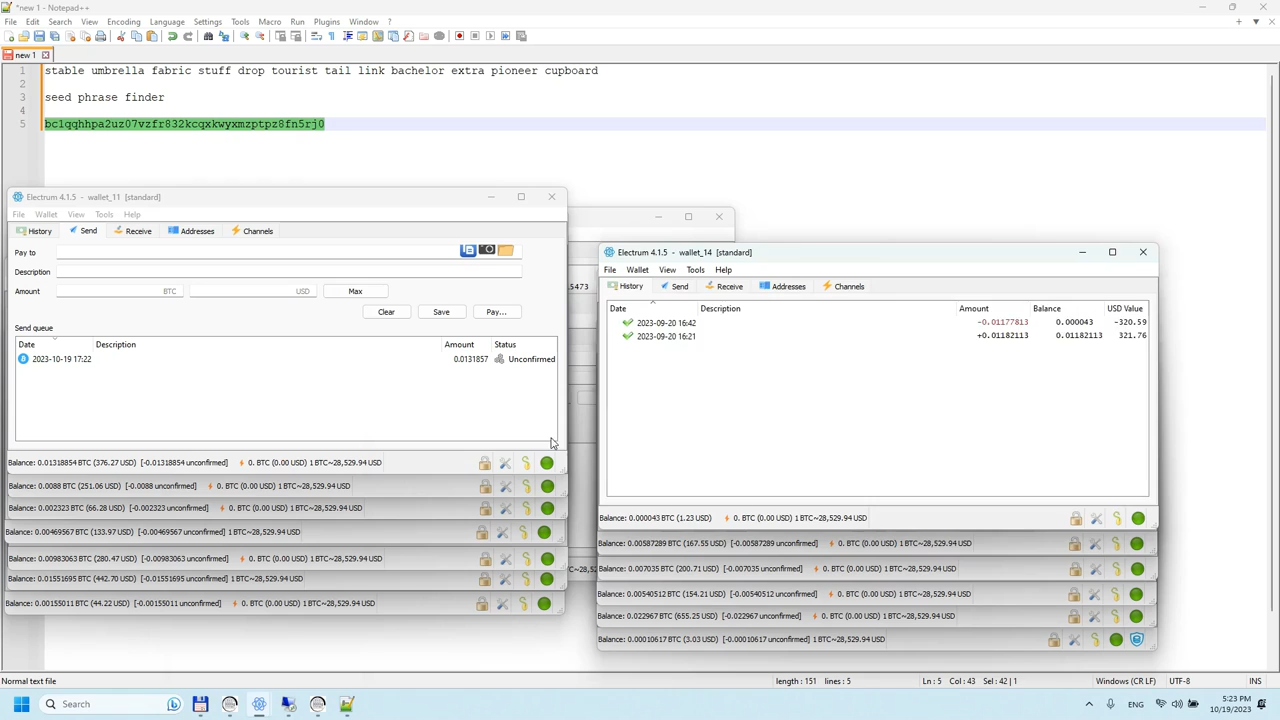 *new 1 - Notepad++
File Edit Search View Encoding Language Settings Tools Macro Run Plugins Window ?
new 1
1 stable umbrella fabric stuff drop tourist tail link bachelor extra pioneer cupboard
2
3 seed phrase finder
4
5 bc1qqhhpa2uz07vzfr832kcqxkwyxmzptpz8fn5rj0
Electrum 4.1.5 - wallet_11 [standard]
File Wallet View Tools Help
History Send Receive Addresses Channels
Pay to
Description
Amount BTC USD Max
Clear Save Pay...
Send queue
Date Description Amount Status
2023-10-19 17:22 0.0131857 Unconfirmed
Balance: 0.01318854 BTC (376.27 USD) [-0.01318854 unconfirmed] 0. BTC (0.00 USD) 1 BTC~28,529.94 USD
Balance: 0.0088 BTC (251.06 USD) [-0.0088 unconfirmed] 0. BTC (0.00 USD) 1 BTC~28,529.94 USD
Balance: 0.002323 BTC (66.28 USD) [-0.002323 unconfirmed] 0. BTC (0.00 USD) 1 BTC~28,529.94 USD
Balance: 0.00469567 BTC (133.97 USD) [-0.00469567 unconfirmed] 0. BTC (0.00 USD) 1 BTC~28,529.94 USD
Balance: 0.00983063 BTC (280.47 USD) [-0.00983063 unconfirmed] 0. BTC (0.00 USD) 1 BTC~28,529.94 USD
Balance: 0.01551695 BTC (442.70 USD) [-0.01551695 unconfirmed] 1 BTC~28,529.94 USD
Balance: 0.00155011 BTC (44.22 USD) [-0.00155011 unconfirmed] 0. BTC (0.00 USD) 1 BTC~28,529.94 USD
.5473
Electrum 4.1.5 - wallet_14 [standard]
File Wallet View Tools Help
History Send Receive Addresses Channels
Date Description Amount Balance USD Value
2023-09-20 16:42 -0.01177813 0.000043 -320.59
2023-09-20 16:21 +0.01182113 0.01182113 321.76
Balance: 0.000043 BTC (1.23 USD) 0. BTC (0.00 USD) 1 BTC~28,529.94 USD
Balance: 0.00587289 BTC (167.55 USD) [-0.00587289 unconfirmed] 0. BTC (0.00 USD) 1 BTC~28,529.94 USD
Balance: 0.007035 BTC (200.71 USD) [-0.007035 unconfirmed] 0. BTC (0.00 USD) 1 BTC~28,529.94 USD
Balance: 0.00540512 BTC (154.21 USD) [-0.00540512 unconfirmed] 0. BTC (0.00 USD) 1 BTC~28,529.94 USD
Balance: 0.022967 BTC (655.25 USD) [-0.022967 unconfirmed] 0. BTC (0.00 USD) 1 BTC~28,529.94 USD
Balance: 0.00010617 BTC (3.03 USD) [-0.00010617 unconfirmed] 0. BTC (0.00 USD) 1 BTC~28,529.94 USD
Normal text file length : 151 lines : 5 Ln : 5 Col : 43 Sel : 42 | 1 Windows (CR LF) UTF-8 INS
Search ENG 5:23 PM
10/19/2023